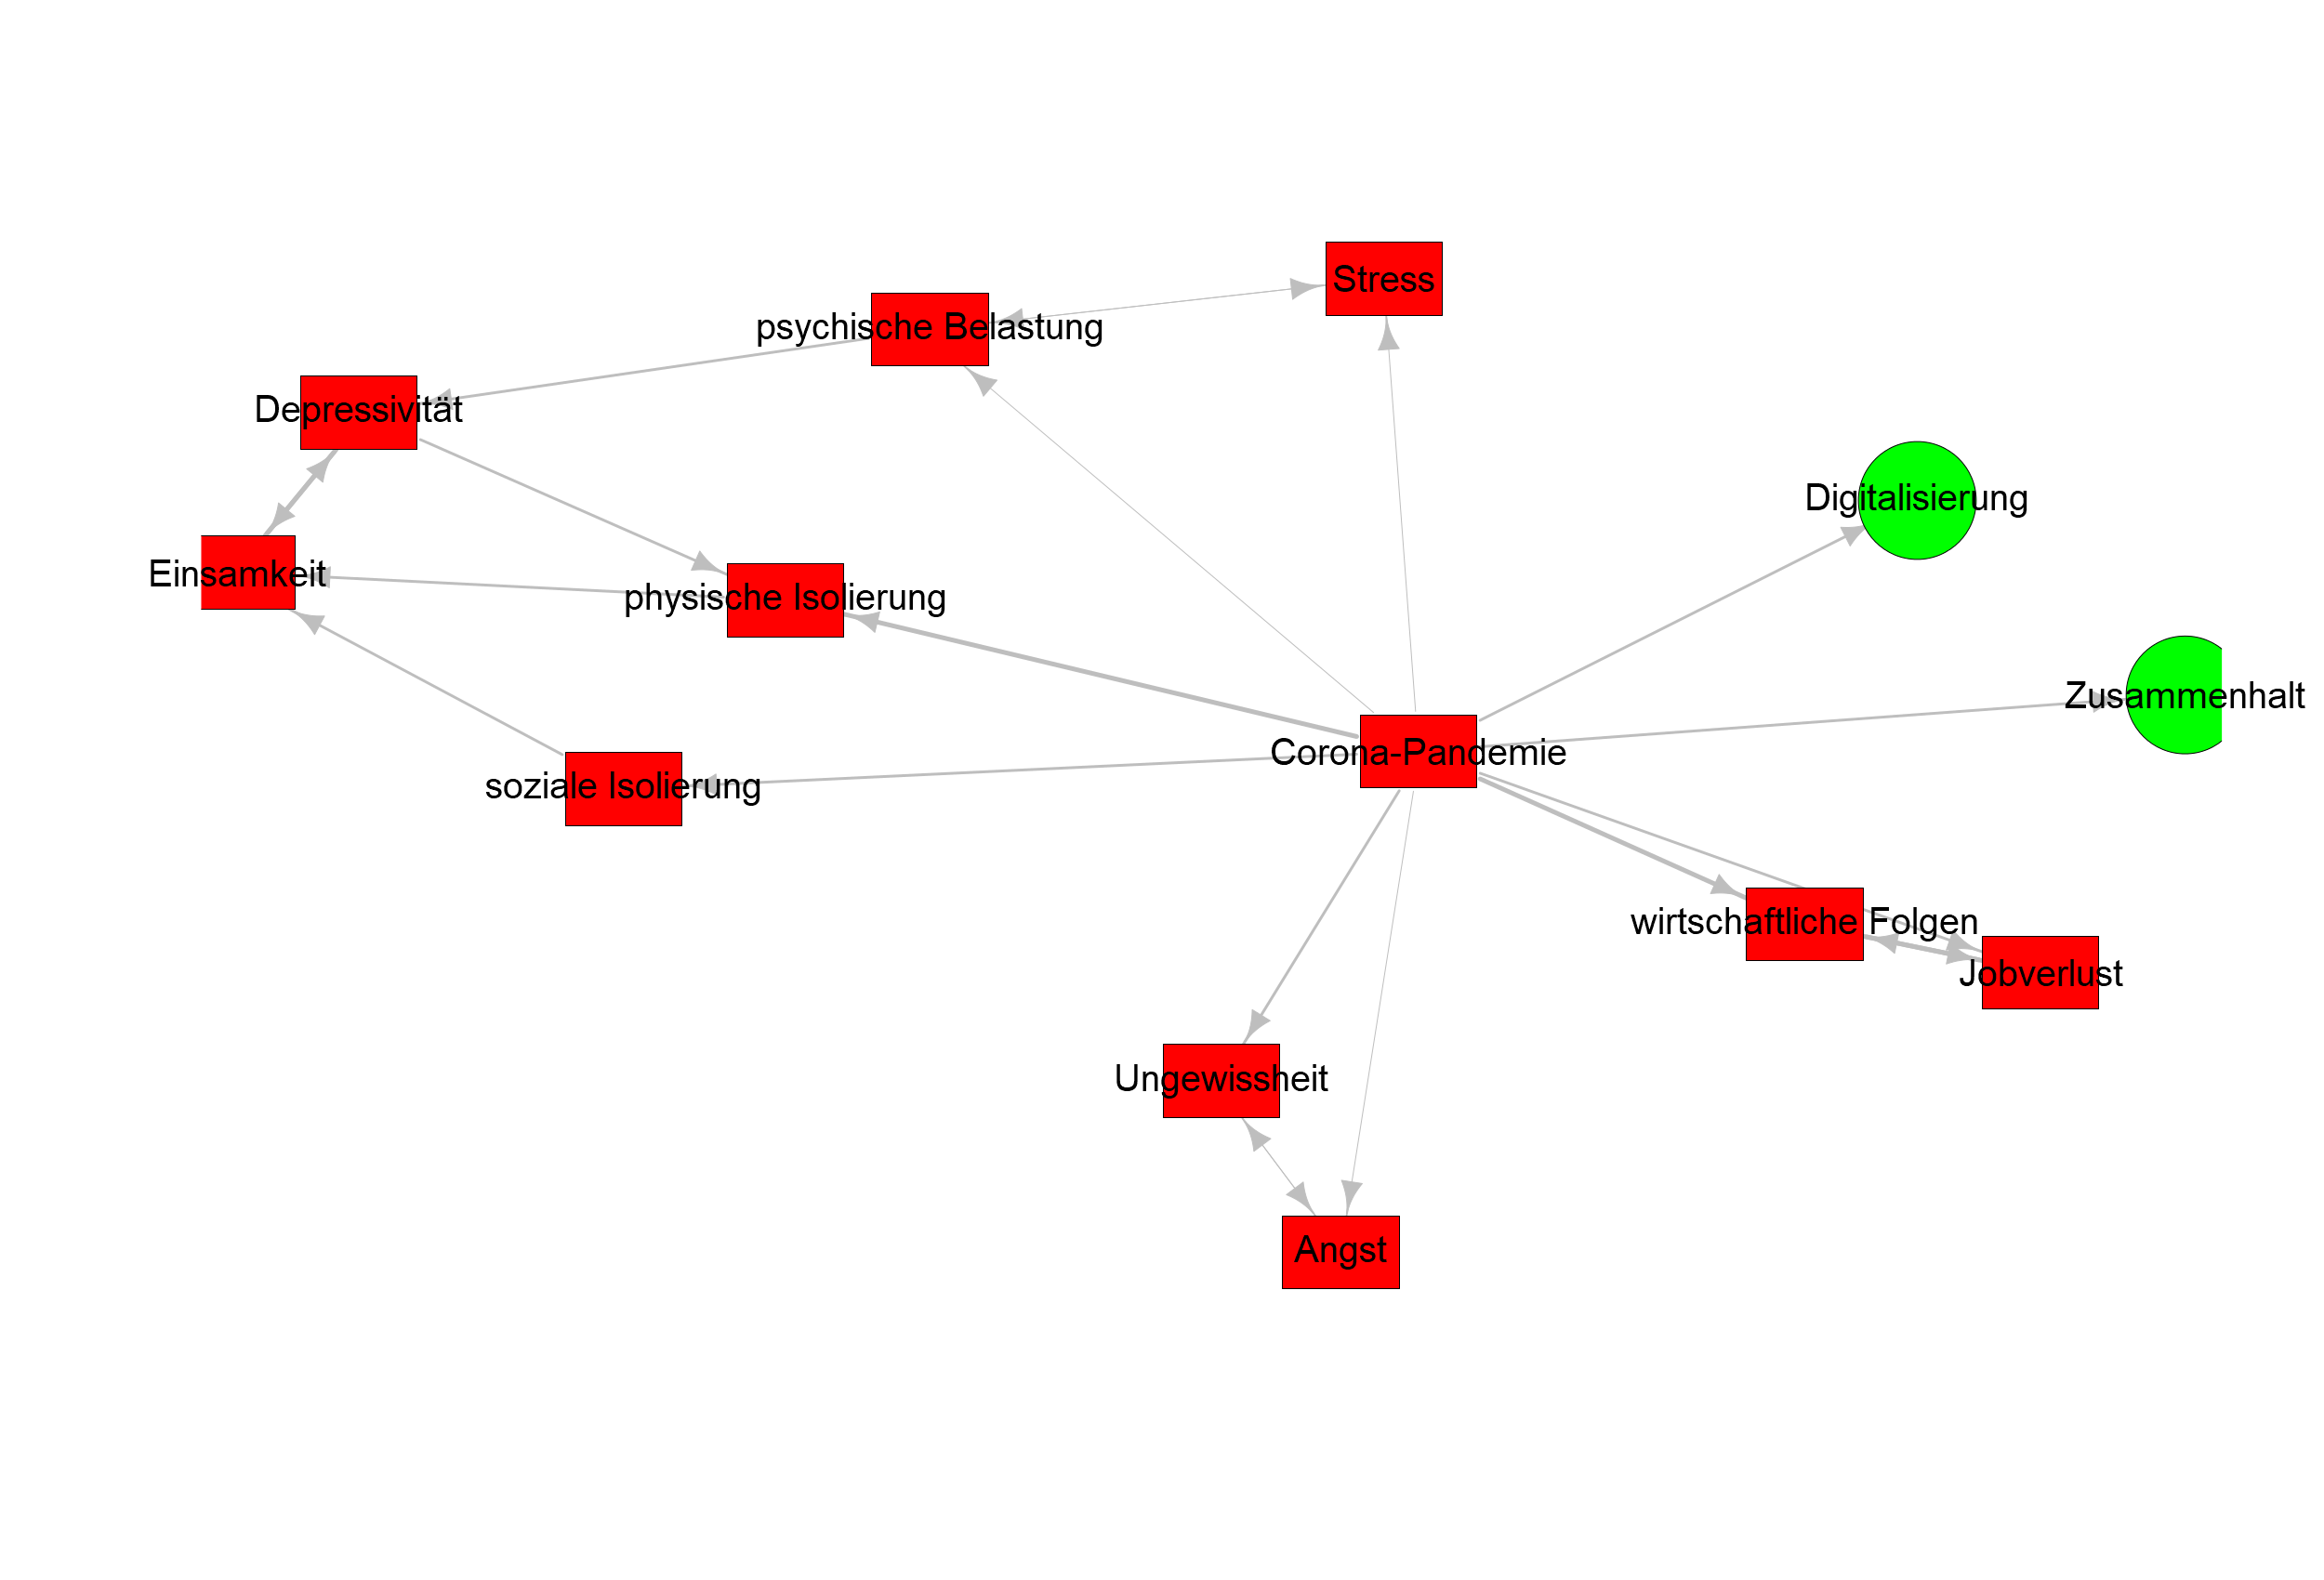 Stress
psychische Belastung
Depressivität
Digitalisierung
Einsamkeit
physische Isolierung
Zusammenhalt
Corona-Pandemie
soziale Isolierung
wirtschaftliche Folgen
Jobverlust
Ungewissheit
Angst